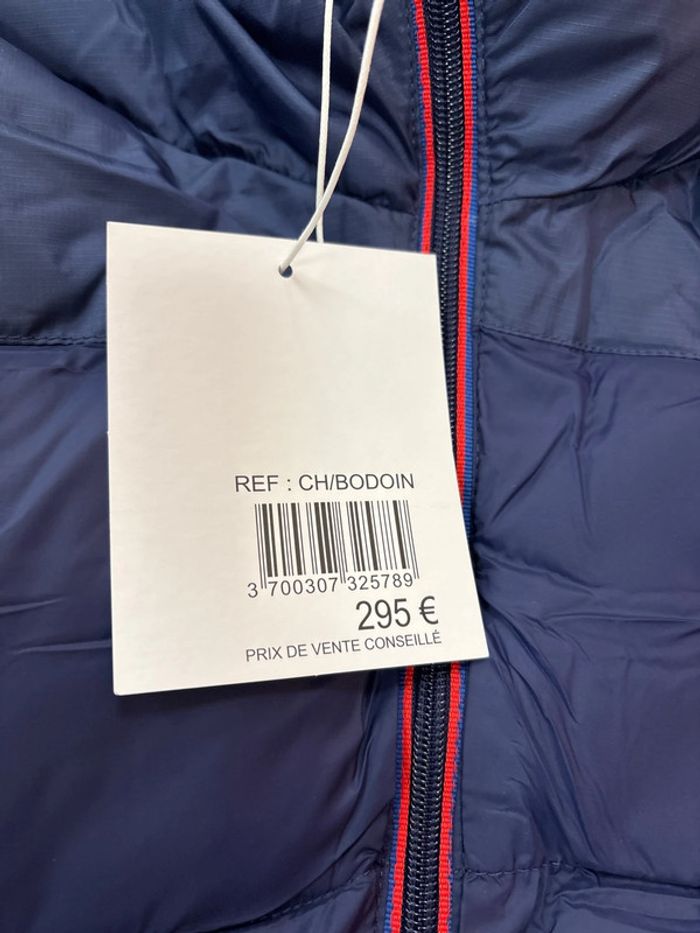 REF : CH/BODOIN
3 700307 325789
295 €
PRIX DE VENTE CONSEILLÉ